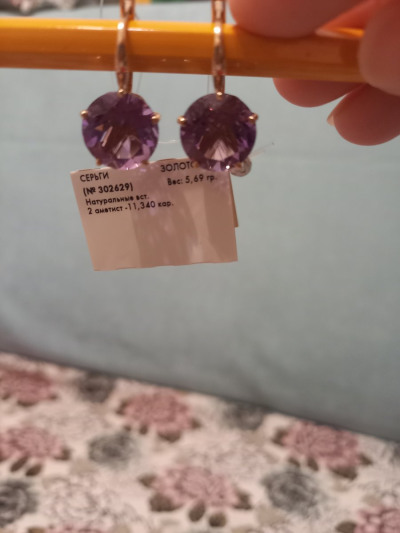 СЕРЬГИ ЗОЛОТО
(№ 302629) Вес: 5,69 гр.
Натуральные вст.
2 аметист -11,340 кар.